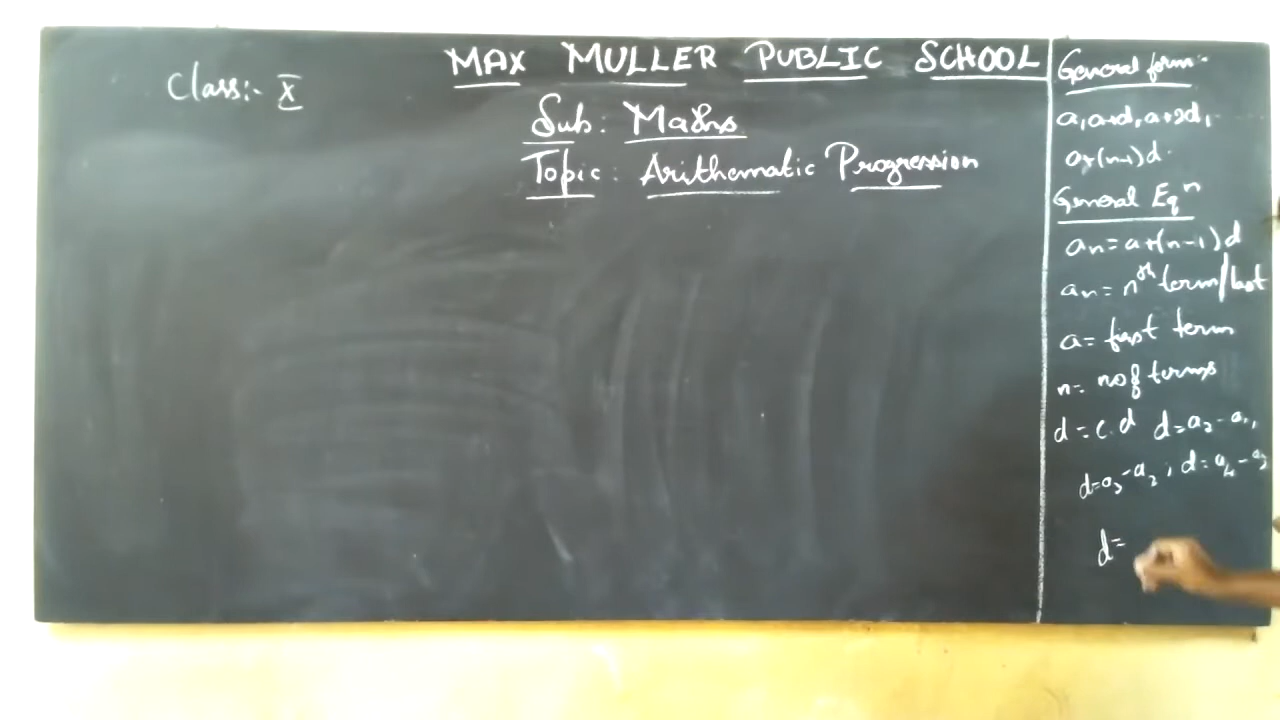 MAX MULLER PUBLIC SCHOOL
Class:- X
Sub: Maths
Topic: Arithematic Progression
General form:-
a, a+d, a+2d,
a+(n-1)d.
General Eqⁿ
an = a+(n-1)d
an = nth term/last
a = first term
n = no of terms
d = c.d d=a2-a1,
d=a3-a2, d=a4-a3
d=